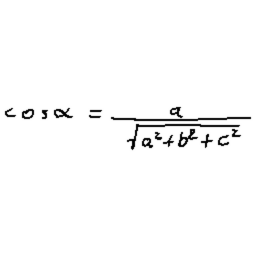 cos α = a / √(a² + b² + c²)